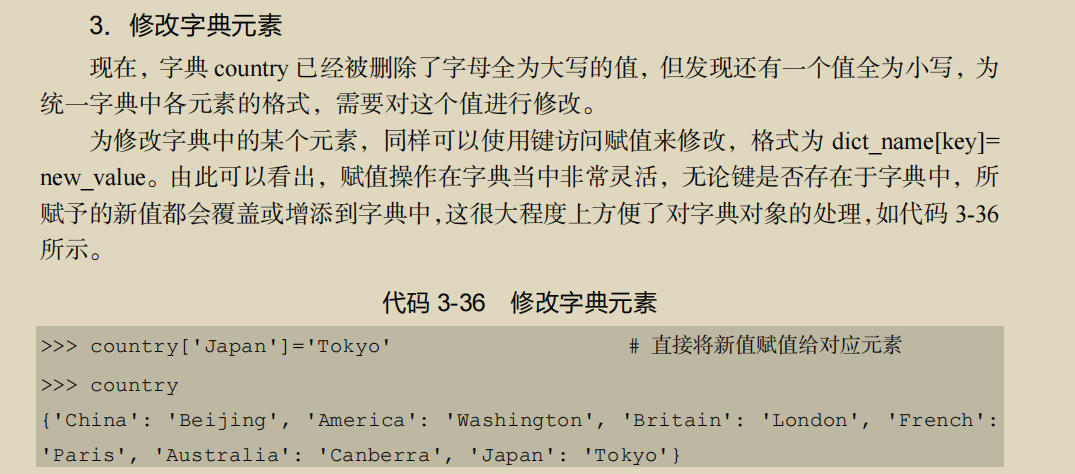 3. 修改字典元素
现在，字典 country 已经被删除了字母全为大写的值，但发现还有一个值全为小写，为
统一字典中各元素的格式，需要对这个值进行修改。
为修改字典中的某个元素，同样可以使用键访问赋值来修改，格式为 dict_name[key]=
new_value。由此可以看出，赋值操作在字典当中非常灵活，无论键是否存在于字典中，所
赋予的新值都会覆盖或增添到字典中，这很大程度上方便了对字典对象的处理，如代码 3-36
所示。
代码 3-36 修改字典元素
>>> country['Japan']='Tokyo' # 直接将新值赋值给对应元素
>>> country
{'China': 'Beijing', 'America': 'Washington', 'Britain': 'London', 'French':
'Paris', 'Australia': 'Canberra', 'Japan': 'Tokyo'}